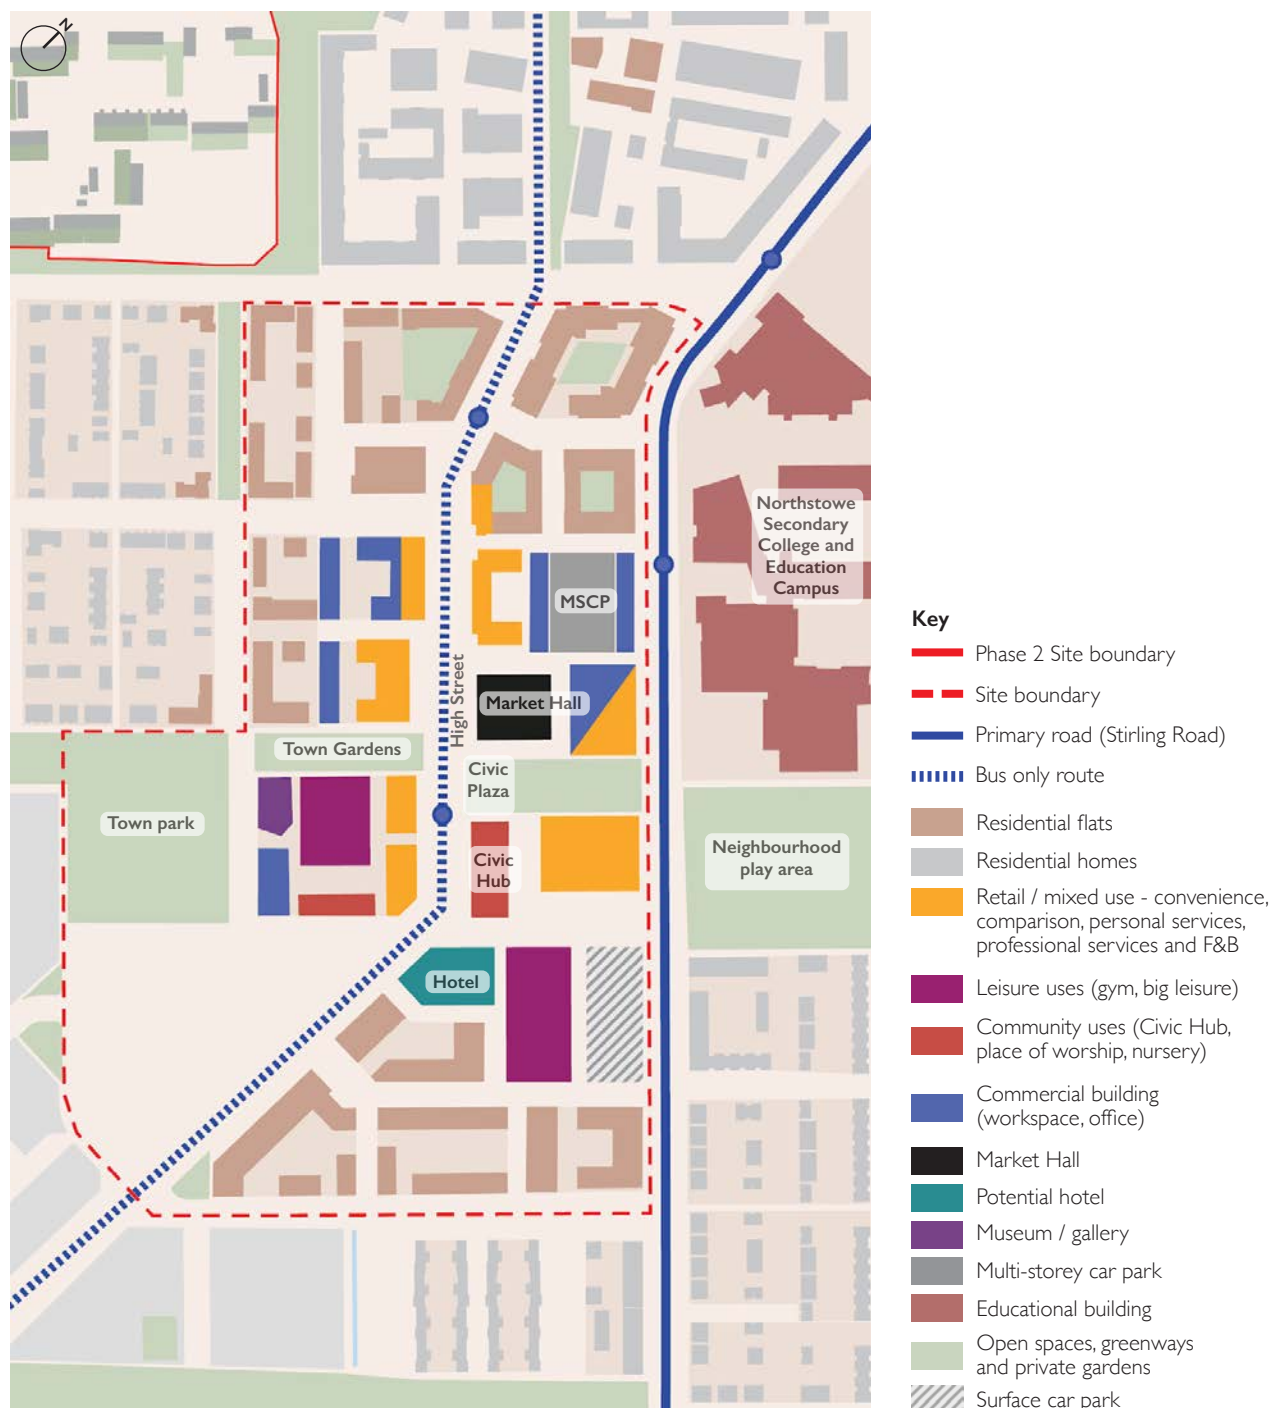 N
Northstowe
Secondary
College and
Education
Campus
MSCP
High Street
Market Hall
Town Gardens
Civic
Plaza
Town park
Civic
Hub
Neighbourhood
play area
Hotel
Key
Phase 2 Site boundary
Site boundary
Primary road (Stirling Road)
Bus only route
Residential flats
Residential homes
Retail / mixed use - convenience,
comparison, personal services,
professional services and F&B
Leisure uses (gym, big leisure)
Community uses (Civic Hub,
place of worship, nursery)
Commercial building
(workspace, office)
Market Hall
Potential hotel
Museum / gallery
Multi-storey car park
Educational building
Open spaces, greenways
and private gardens
Surface car park